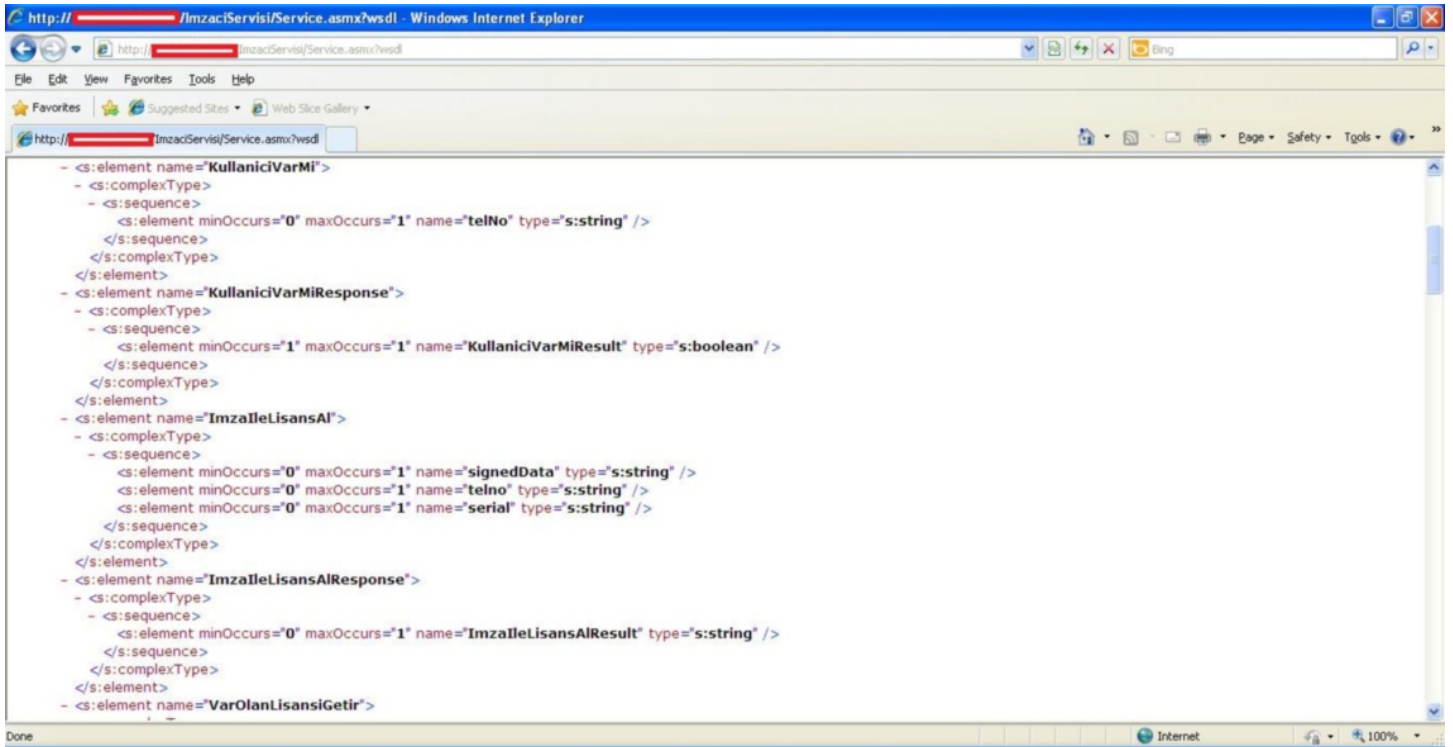 http:// /ImzaciServisi/Service.asmx?wsdl - Windows Internet Explorer
http:// ImzaciServisi/Service.asmx?wsdl
Bing
File Edit View Favorites Tools Help
Favorites Suggested Sites Web Slice Gallery
http:// ImzaciServisi/Service.asmx?wsdl
Page Safety Tools »
- <s:element name="KullaniciVarMi">
- <s:complexType>
- <s:sequence>
<s:element minOccurs="0" maxOccurs="1" name="telNo" type="s:string" />
</s:sequence>
</s:complexType>
</s:element>
- <s:element name="KullaniciVarMiResponse">
- <s:complexType>
- <s:sequence>
<s:element minOccurs="1" maxOccurs="1" name="KullaniciVarMiResult" type="s:boolean" />
</s:sequence>
</s:complexType>
</s:element>
- <s:element name="ImzaIleLisansAl">
- <s:complexType>
- <s:sequence>
<s:element minOccurs="0" maxOccurs="1" name="signedData" type="s:string" />
<s:element minOccurs="0" maxOccurs="1" name="telno" type="s:string" />
<s:element minOccurs="0" maxOccurs="1" name="serial" type="s:string" />
</s:sequence>
</s:complexType>
</s:element>
- <s:element name="ImzaIleLisansAlResponse">
- <s:complexType>
- <s:sequence>
<s:element minOccurs="0" maxOccurs="1" name="ImzaIleLisansAlResult" type="s:string" />
</s:sequence>
</s:complexType>
</s:element>
- <s:element name="VarOlanLisansiGetir">
Done Internet 100%